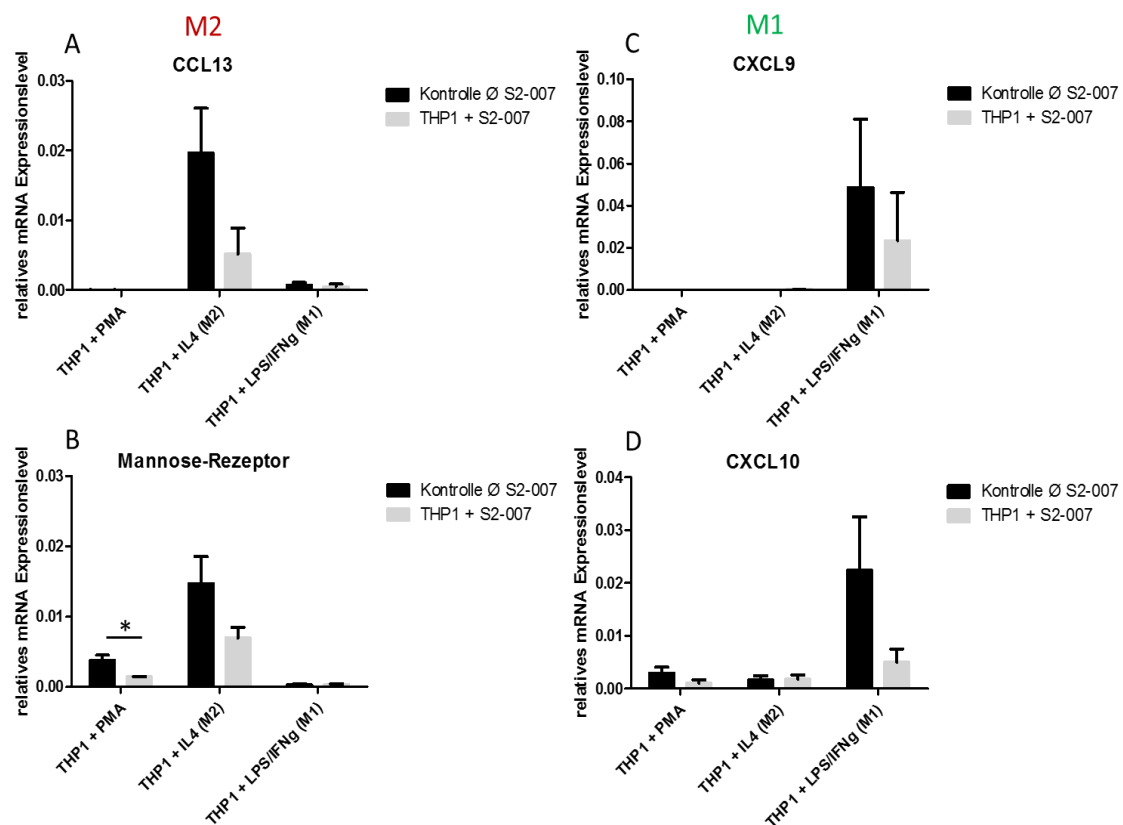 M2
A
CCL13
relatives mRNA Expressionslevel
0.03
0.02
0.01
0.00
THP1 + PMA
THP1 + IL4 (M2)
THP1 + LPS/IFNg (M1)
Kontrolle Ø S2-007
THP1 + S2-007
B
Mannose-Rezeptor
relatives mRNA Expressionslevel
0.03
0.02
0.01
0.00
*
THP1 + PMA
THP1 + IL4 (M2)
THP1 + LPS/IFNg (M1)
Kontrolle Ø S2-007
THP1 + S2-007
M1
C
CXCL9
relatives mRNA Expressionslevel
0.10
0.08
0.06
0.04
0.02
0.00
THP1 + PMA
THP1 + IL4 (M2)
THP1 + LPS/IFNg (M1)
Kontrolle Ø S2-007
THP1 + S2-007
D
CXCL10
relatives mRNA Expressionslevel
0.04
0.03
0.02
0.01
0.00
THP1 + PMA
THP1 + IL4 (M2)
THP1 + LPS/IFNg (M1)
Kontrolle Ø S2-007
THP1 + S2-007